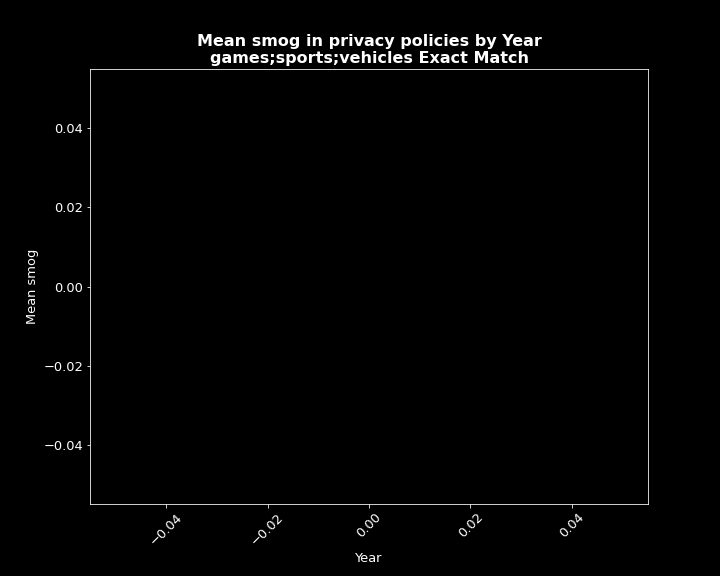 Mean smog in privacy policies by Year
games;sports;vehicles Exact Match
0.04
0.02
0.00
−0.02
−0.04
Mean smog
−0.04
−0.02
0.00
0.02
0.04
Year